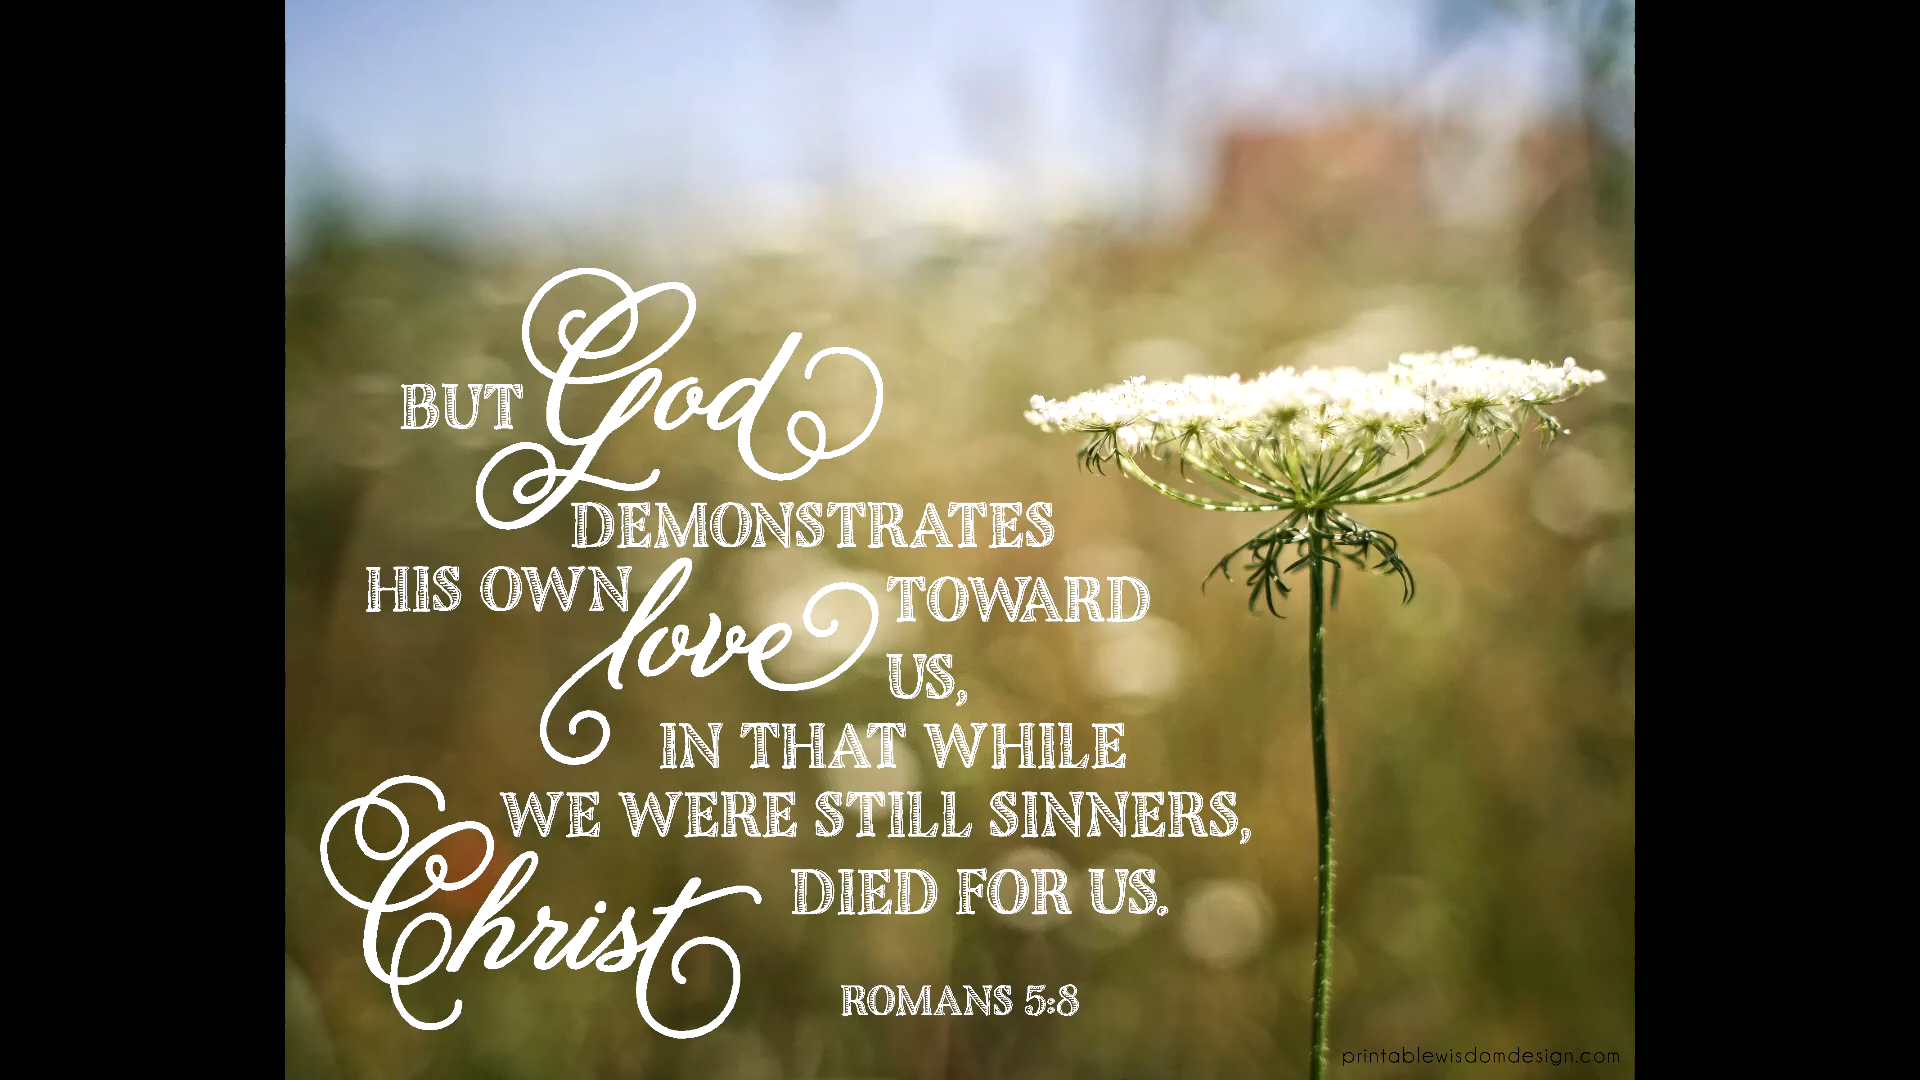 BUT God
DEMONSTRATES
HIS OWN love TOWARD
US,
IN THAT WHILE
WE WERE STILL SINNERS,
Christ DIED FOR US.
ROMANS 5:8
printablewisdomdesign.com